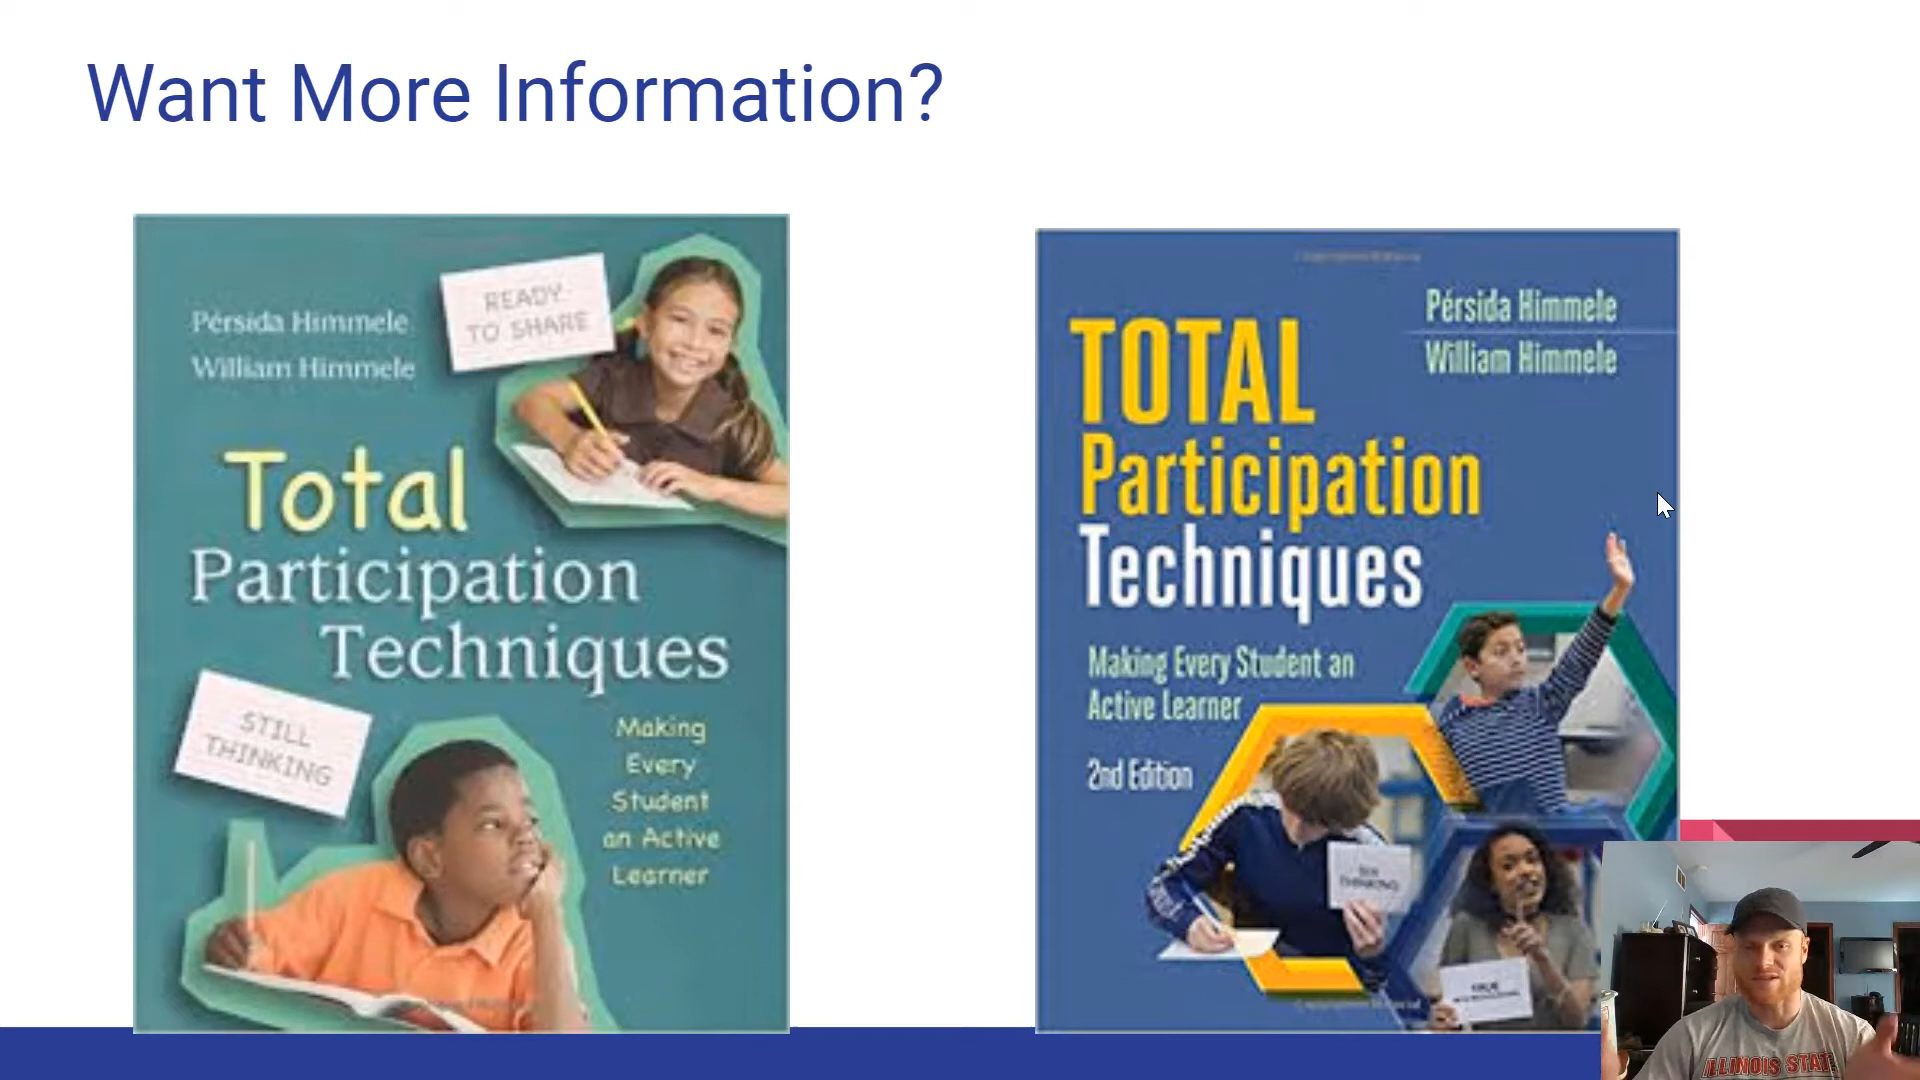 Want More Information?
Pérsida Himmele
William Himmele
READY
TO SHARE
Total
Participation
Techniques
STILL
THINKING
Making
Every
Student
an Active
Learner
Pérsida Himmele
William Himmele
TOTAL
Participation
Techniques
Making Every Student an
Active Learner
2nd Edition
THINKING
TRUE
ILLINOIS STATE